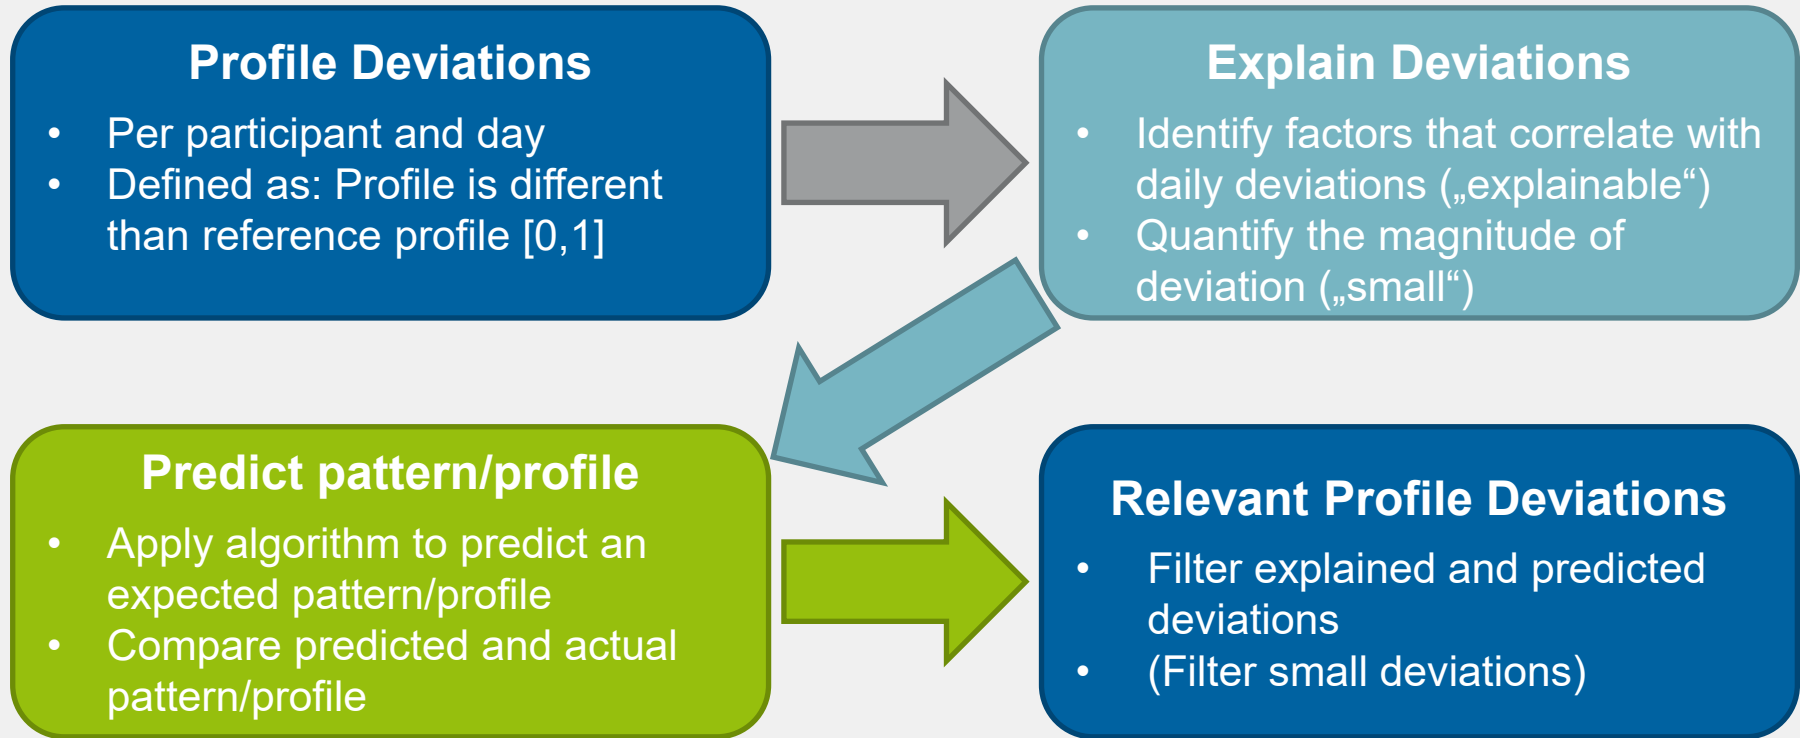 Profile Deviations
• Per participant and day
• Defined as: Profile is different
than reference profile [0,1]
Explain Deviations
• Identify factors that correlate with
daily deviations („explainable“)
• Quantify the magnitude of
deviation („small“)
Predict pattern/profile
• Apply algorithm to predict an
expected pattern/profile
• Compare predicted and actual
pattern/profile
Relevant Profile Deviations
• Filter explained and predicted
deviations
• (Filter small deviations)